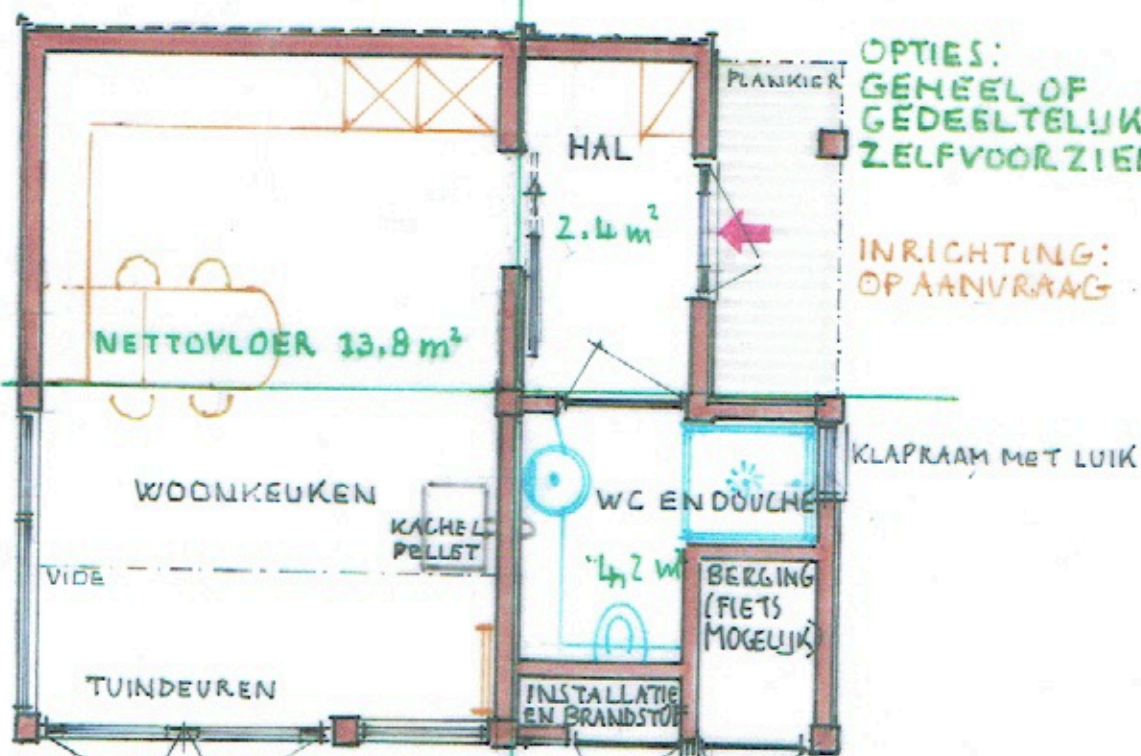 OPTIES:
GEHEEL OF
GEDEELTELIJK
PLANKIER
HAL
2.4 m²
INRICHTING:
OP AANVRAAG
NETTOVLOER 13,8 m²
KLAPRAAM MET LUIK
WOONKEUKEN
WC EN DOUCHE
KACHEL
PELLET
4,2 m²
VIDE
BERGING
(FIETS
MOGELIJK)
TUINDEUREN
INSTALLATIE
EN BRANDSTOF